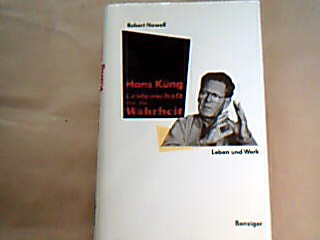 Robert Nowell
Hans Küng
Leidenschaft
für die
Wahrheit
Leben und Werk
Benziger